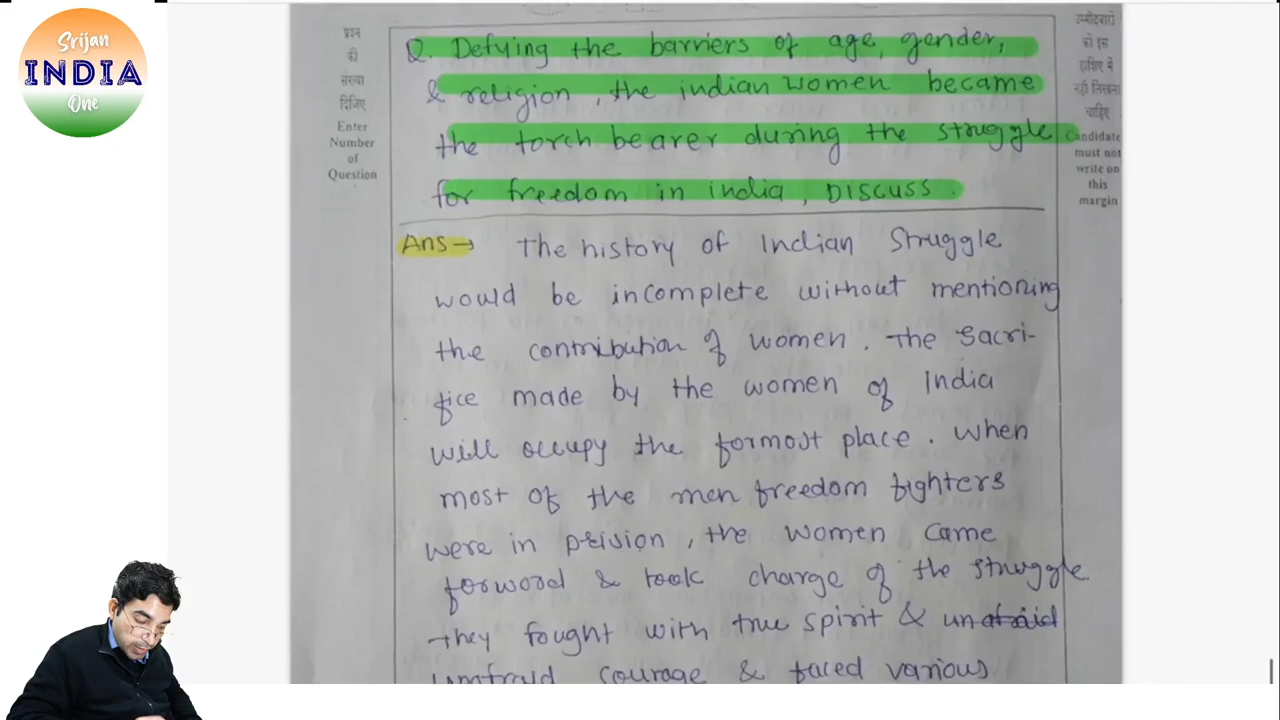 Srijan
INDIA
One
प्रश्न
की
संख्या
दिजिए
Enter
Number
of
Question
Q. Defying the barriers of age, gender,
& religion, the indian women became
the torch bearer during the struggle
for freedom in india, DISCUSS.
Ans → The history of Indian Struggle
would be incomplete without mentioning
the contribution of women. The Sacri-
fice made by the women of India
will occupy the formost place. When
most of the men freedom fighters
were in prision, the women came
forword & took charge of the struggle.
They fought with true spirit & unafraid
unafraid courage & faced various
उम्मीदवारों
को इस
हाशिए में
नहीं लिखना
चाहिए
Candidate
must not
write on
this
margin